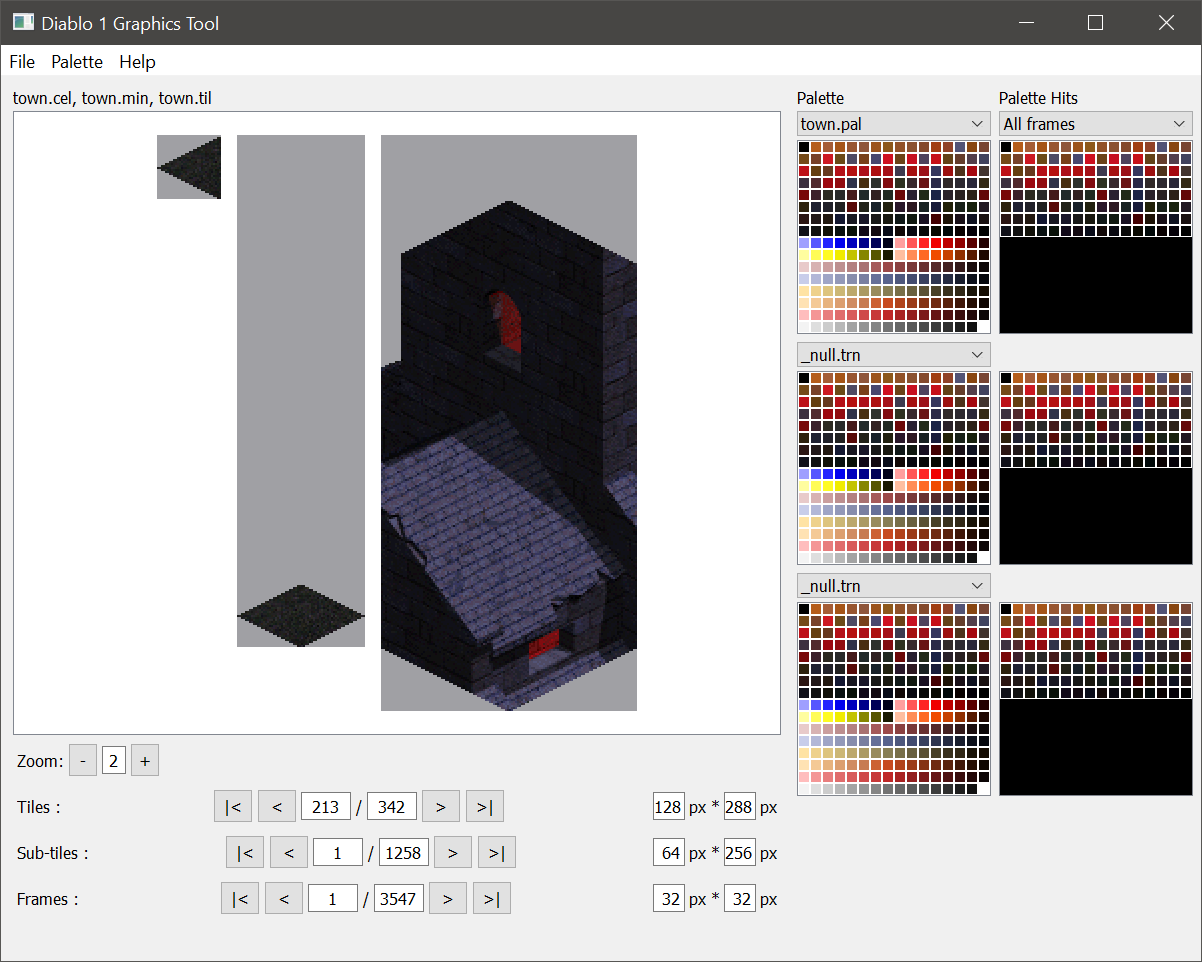 Diablo 1 Graphics Tool
File Palette Help
town.cel, town.min, town.til
Palette
Palette Hits
town.pal
All frames
_null.trn
_null.trn
Zoom: - 2 +
Tiles : |< < 213 / 342 > >| 128 px * 288 px
Sub-tiles : |< < 1 / 1258 > >| 64 px * 256 px
Frames : |< < 1 / 3547 > >| 32 px * 32 px